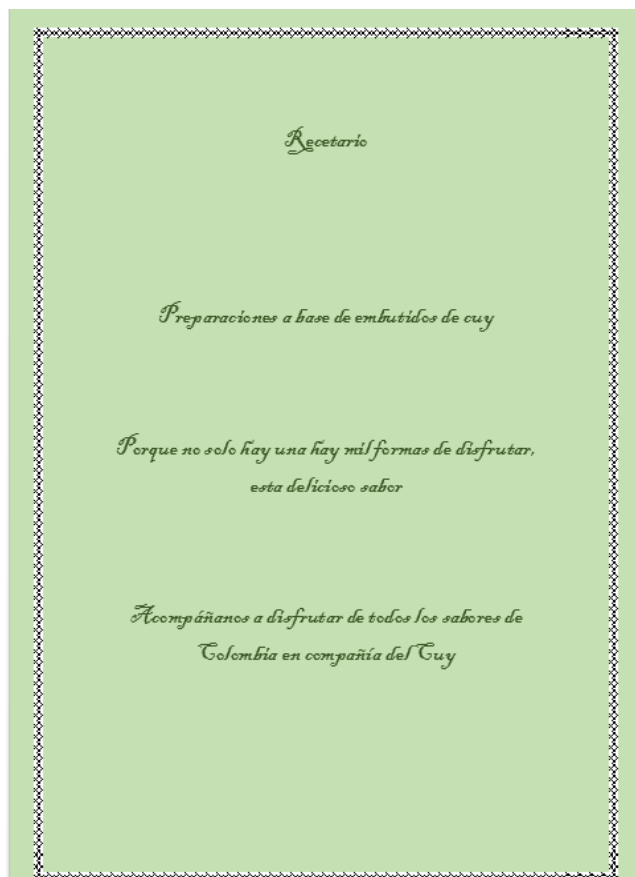 Recetario
Preparaciones a base de embutidos de cuy
Porque no solo hay una hay mil formas de disfrutar,
esta delicioso sabor
Acompáñanos a disfrutar de todos los sabores de
Colombia en compañía del Cuy